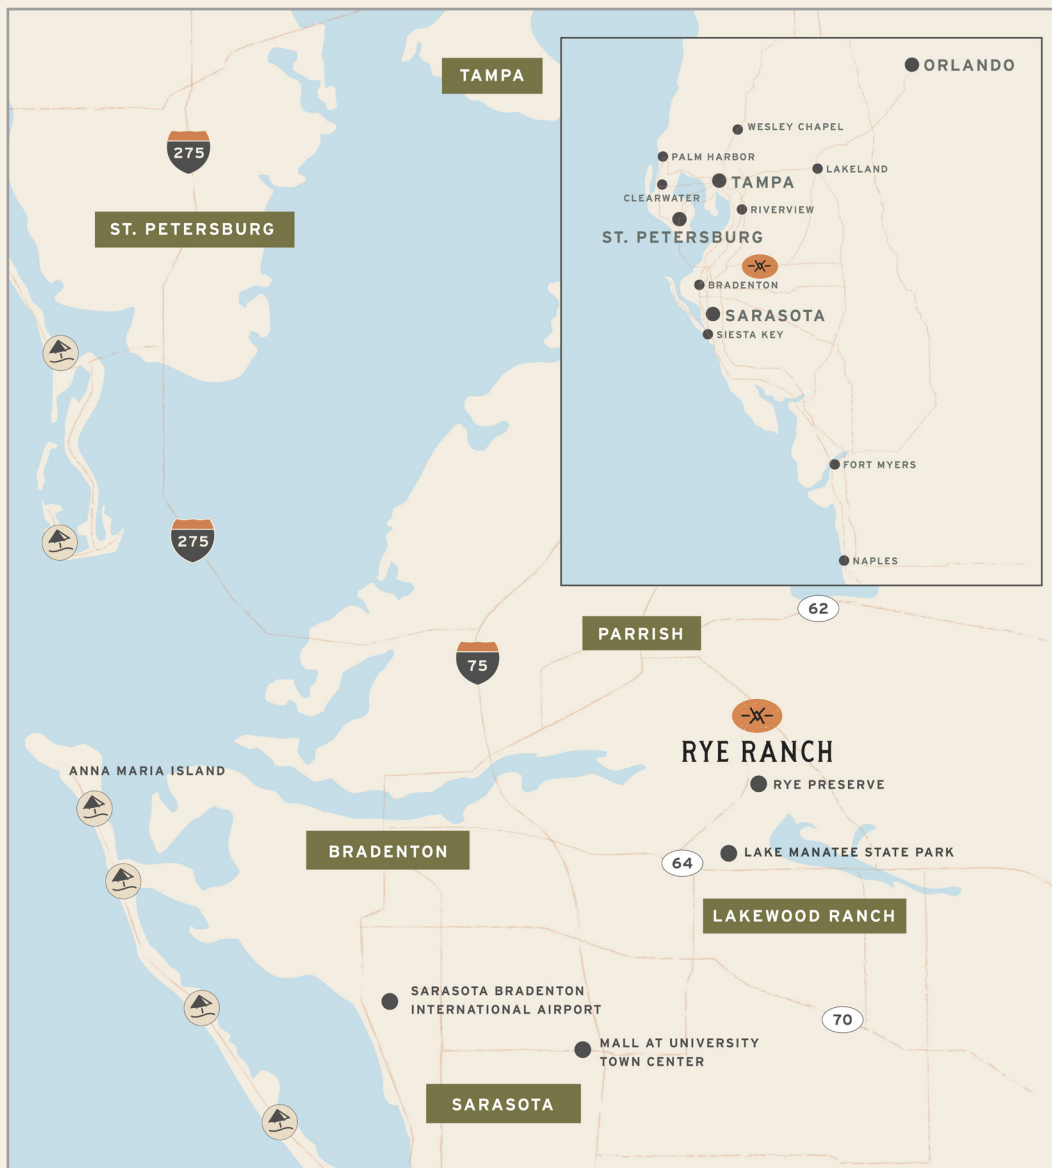 TAMPA
275
ST. PETERSBURG
ORLANDO
WESLEY CHAPEL
PALM HARBOR
LAKELAND
TAMPA
CLEARWATER
RIVERVIEW
ST. PETERSBURG
BRADENTON
SARASOTA
SIESTA KEY
FORT MYERS
NAPLES
275
62
PARRISH
75
RYE RANCH
ANNA MARIA ISLAND
RYE PRESERVE
BRADENTON
64
LAKE MANATEE STATE PARK
LAKEWOOD RANCH
SARASOTA BRADENTON
INTERNATIONAL AIRPORT
70
MALL AT UNIVERSITY
TOWN CENTER
SARASOTA